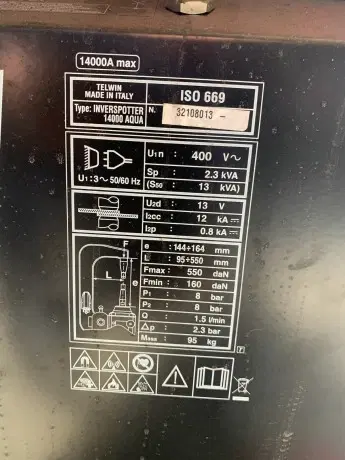 14000A max
TELWIN
MADE IN ITALY
ISO 669
Type: INVERSPOTTER
14000 AQUA
N. 32108013 -
U1n : 400 V~
Sp : 2.3 kVA
(S50 : 13 kVA)
U1:3~50/60 Hz
U2d : 13 V
I2cc : 12 kA
I2p : 0.8 kA
F
L
e
e : 144÷164 mm
L : 95÷550 mm
Fmax : 550 daN
Fmin : 160 daN
P1 : 8 bar
P2 : 8 bar
Q : 1.5 l/min
Δp : 2.3 bar
Mass : 95 kg